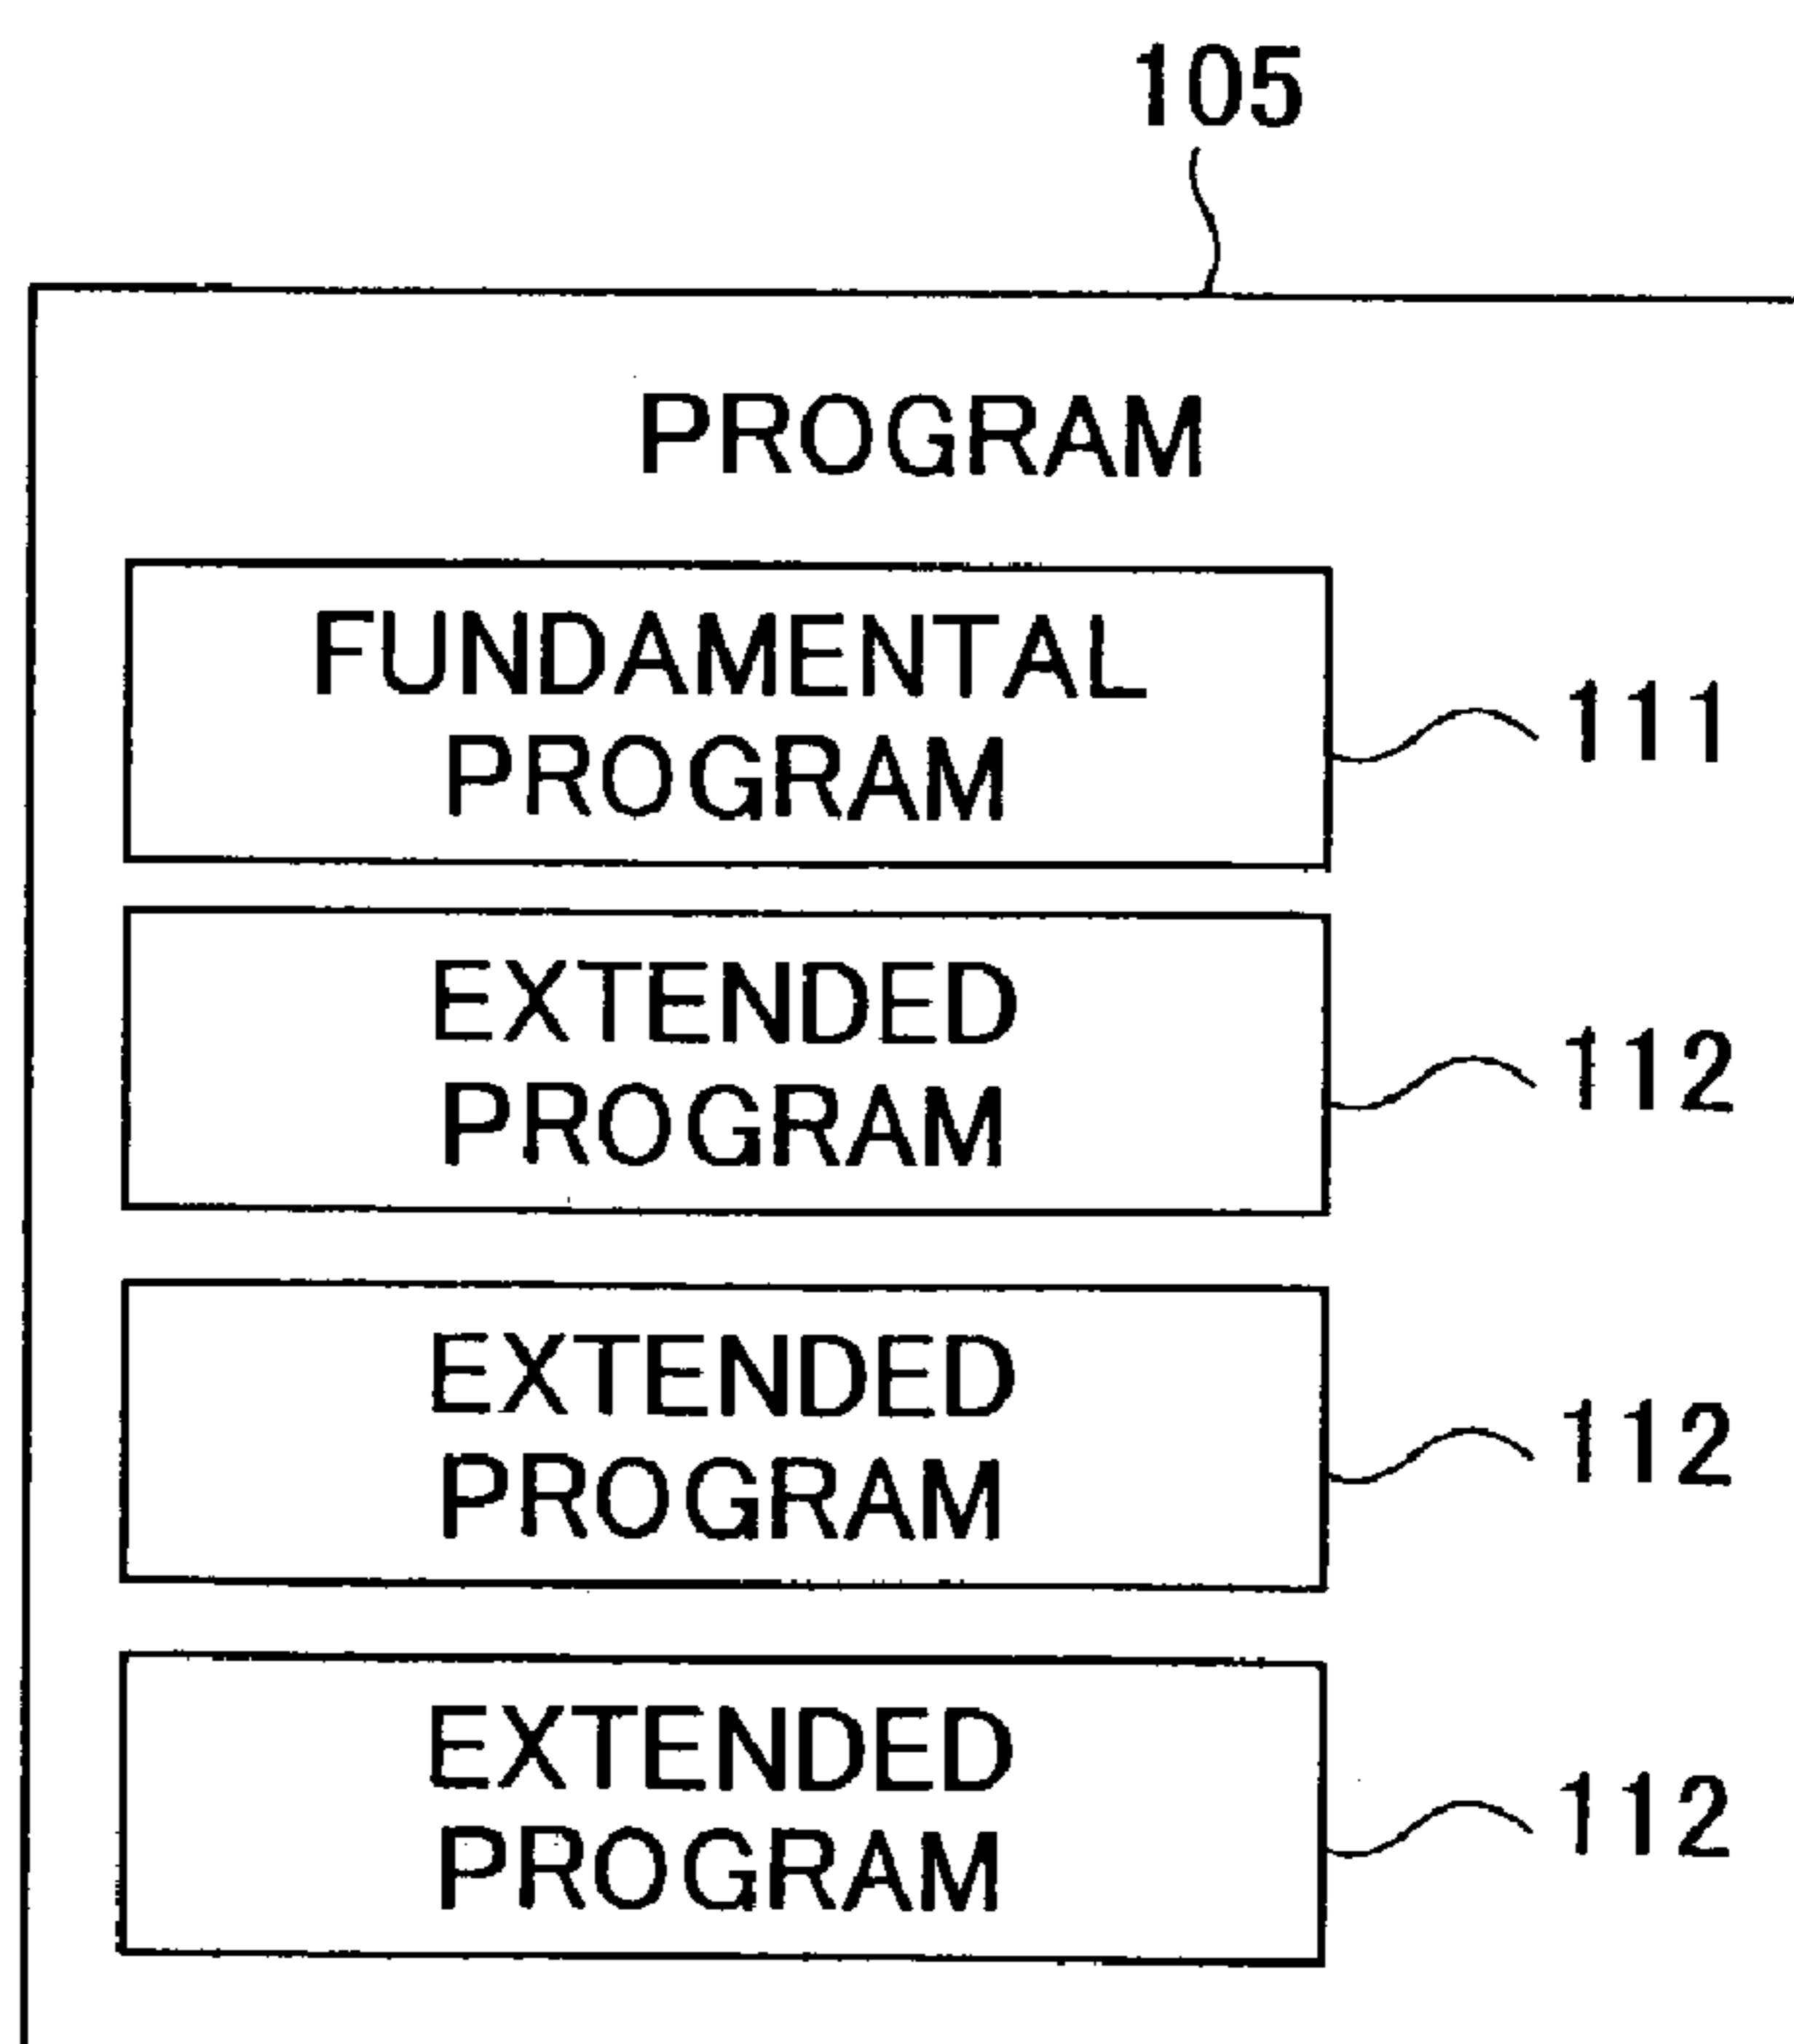 105
PROGRAM
FUNDAMENTAL
PROGRAM
111
EXTENDED
PROGRAM
112
EXTENDED
PROGRAM
112
EXTENDED
PROGRAM
112